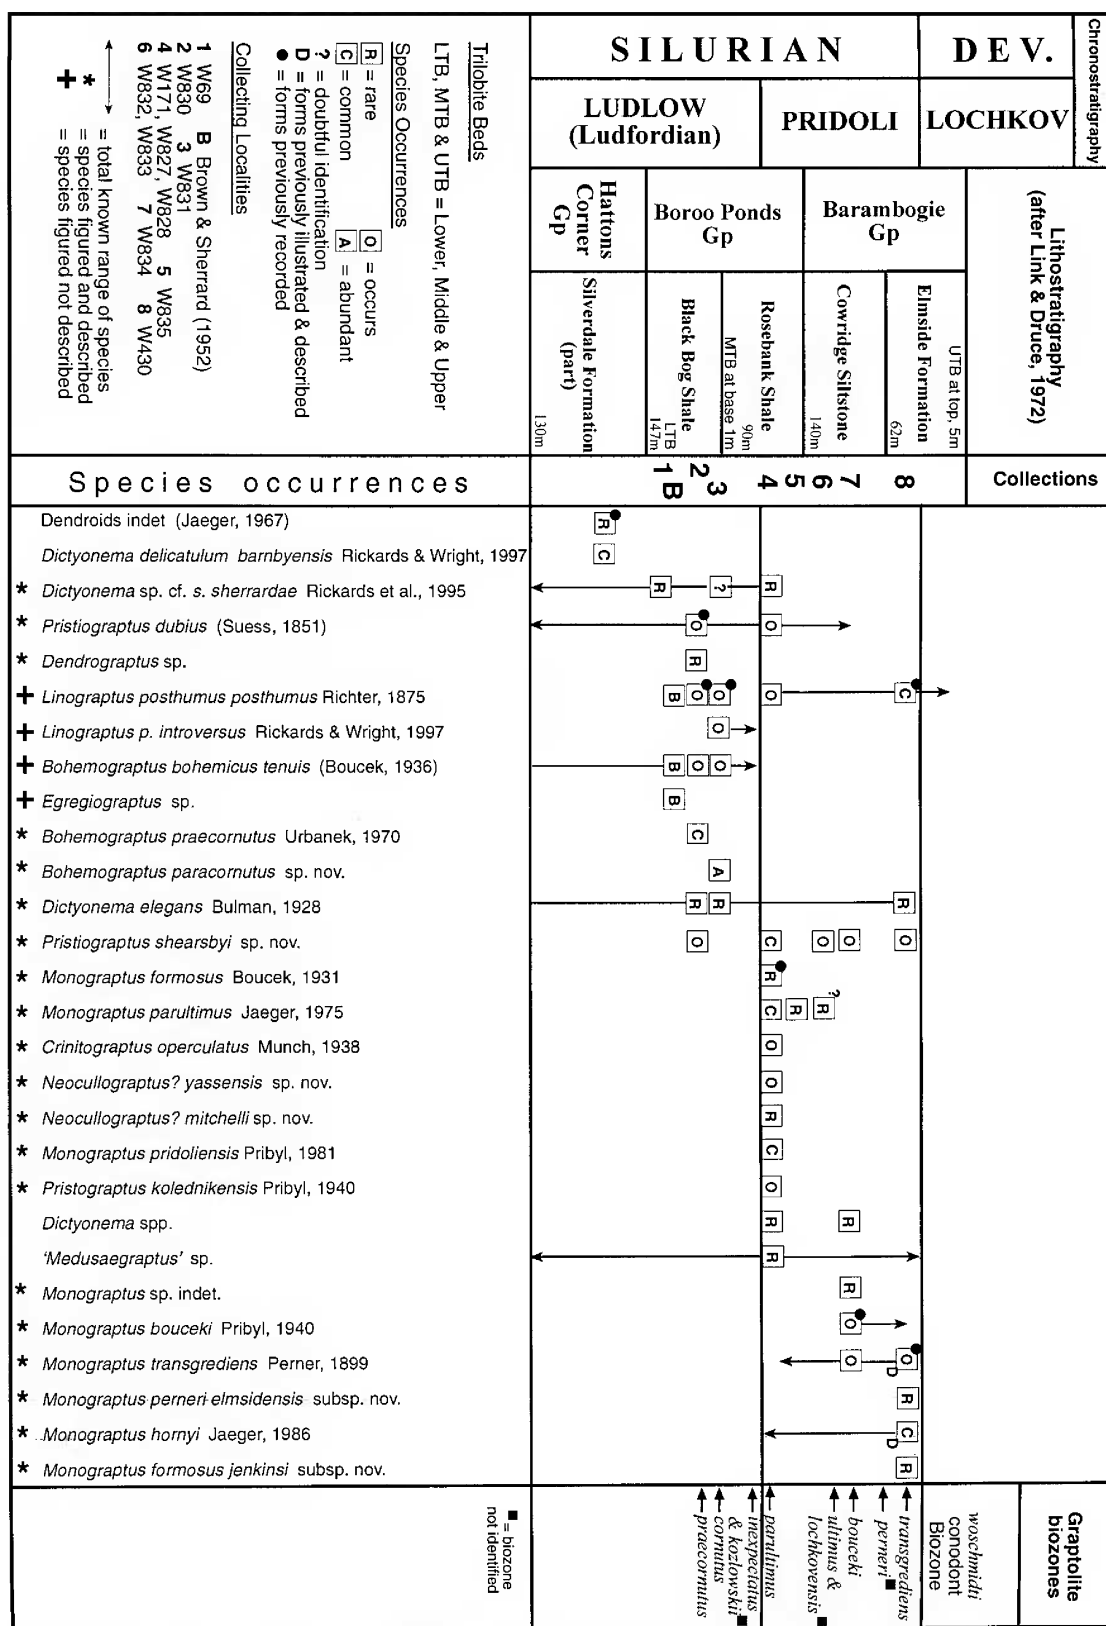 Chronostratigraphy
DEV.
SILURIAN
LOCHKOV
PRIDOLI
LUDLOW
(Ludfordian)
Lithostratigraphy
(after Link & Druce, 1972)
Barambogie
Gp
Boroo Ponds
Gp
Hattons
Corner
Gp
UTB at top, 5m
Elmside Formation
62m
Cowridge Siltstone
140m
Rosebank Shale
90m
MTB at base 1m
Black Bog Shale
LTB
147m
Silverdale Formation
(part)
130m
Trilobite Beds
LTB, MTB & UTB = Lower, Middle & Upper
Species Occurrences
R = rare
O = occurs
C = common
A = abundant
? = doubtful identification
D = forms previously illustrated & described
● = forms previously recorded
Collecting Localities
1 W69 B Brown & Sherrard (1952)
2 W830 3 W831
4 W171, W827, W828 5 W835
6 W832, W833 7 W834 8 W430
= total known range of species
* = species figured and described
+ = species figured not described
Species occurrences
1 B 2 3 4 5 6 7 8
Collections
Dendroids indet (Jaeger, 1967) R
Dictyonema delicatulum barnbyensis Rickards & Wright, 1997 C
* Dictyonema sp. cf. s. sherrardae Rickards et al., 1995 R ? R
* Pristiograptus dubius (Suess, 1851) O O
* Dendrograptus sp. R
+ Linograptus posthumus posthumus Richter, 1875 B O O O C
+ Linograptus p. introversus Rickards & Wright, 1997 O
+ Bohemograptus bohemicus tenuis (Boucek, 1936) B O O
+ Egregiograptus sp. B
* Bohemograptus praecornutus Urbanek, 1970 C
* Bohemograptus paracornutus sp. nov. A
* Dictyonema elegans Bulman, 1928 R R R
* Pristiograptus shearsbyi sp. nov. O C O O O
* Monograptus formosus Boucek, 1931 R
* Monograptus parultimus Jaeger, 1975 C R R ?
* Crinitograptus operculatus Munch, 1938 O
* Neocullograptus? yassensis sp. nov. O
* Neocullograptus? mitchelli sp. nov. R
* Monograptus pridoliensis Pribyl, 1981 C
* Pristograptus kolednikensis Pribyl, 1940 O
Dictyonema spp. R R
'Medusaegraptus' sp. R
* Monograptus sp. indet. R
* Monograptus bouceki Pribyl, 1940 O
* Monograptus transgrediens Perner, 1899 O O D
* Monograptus perneri elmsidensis subsp. nov. R
* Monograptus hornyi Jaeger, 1986 C D
* Monograptus formosus jenkinsi subsp. nov. R
Graptolite
biozones
woschmidti
conodont
Biozone
transgrediens
perneri ■
bouceki
ultimus &
lochkovensis ■
parultimus
inexpectatus
& kozlowskii ■
cornutus
praecornutus
■ = biozone
not identified